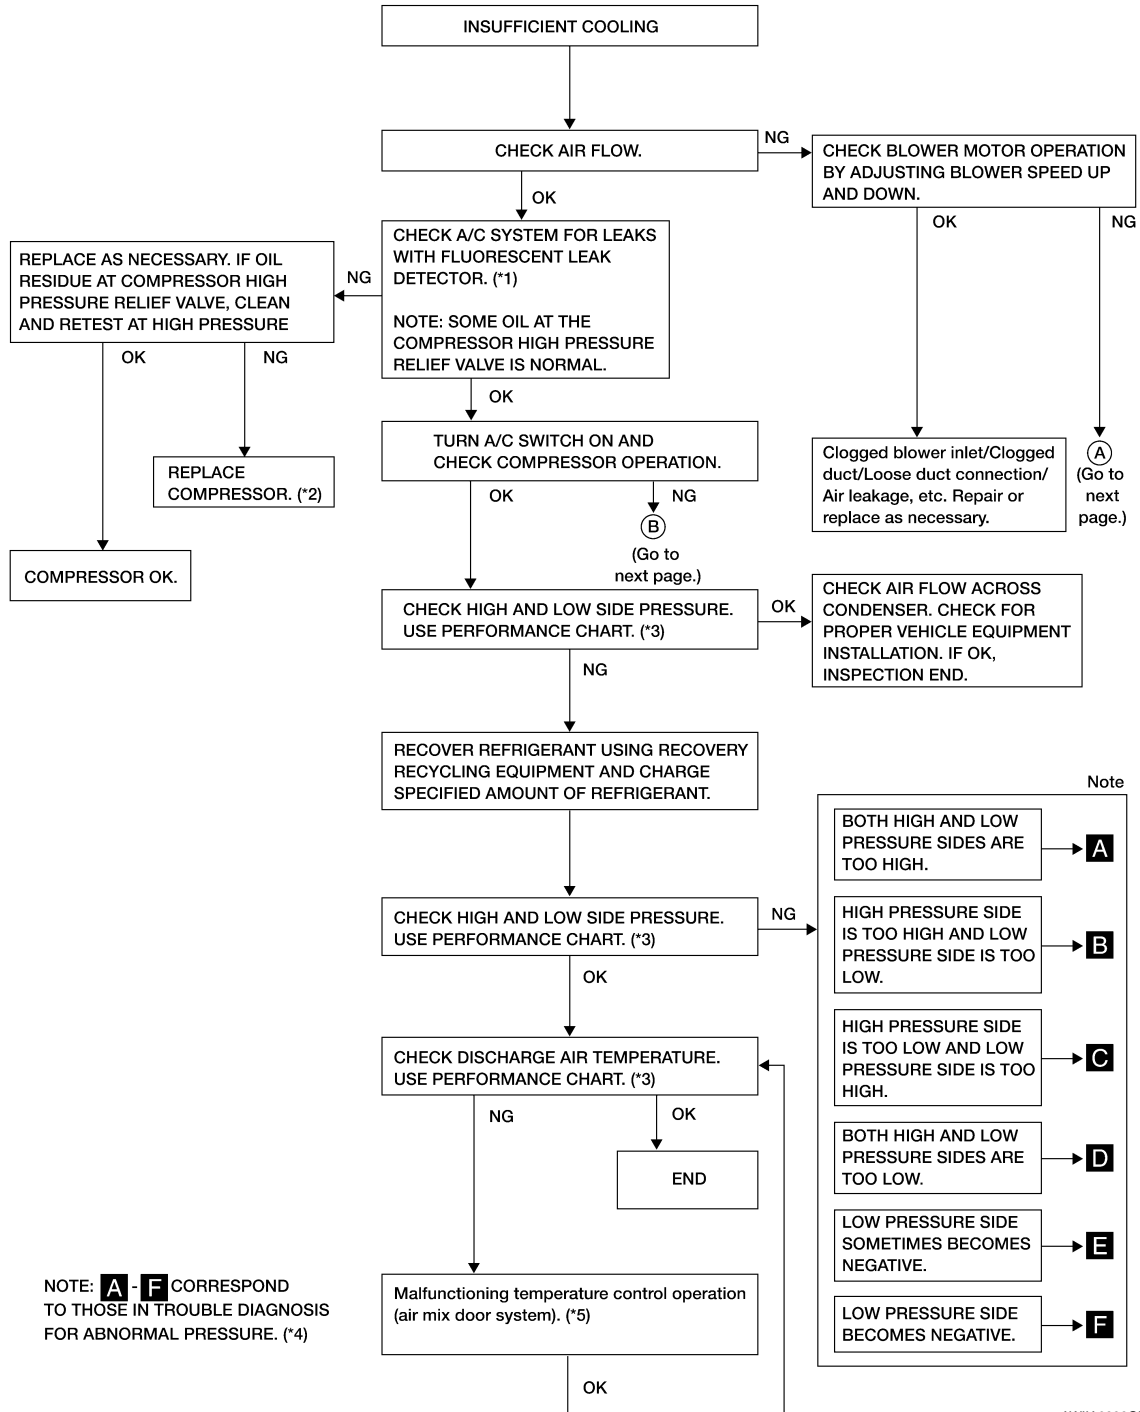 INSUFFICIENT COOLING
CHECK AIR FLOW.
NG
CHECK BLOWER MOTOR OPERATION
BY ADJUSTING BLOWER SPEED UP
AND DOWN.
OK
OK
NG
CHECK A/C SYSTEM FOR LEAKS
WITH FLUORESCENT LEAK
DETECTOR. (*1)
NOTE: SOME OIL AT THE
COMPRESSOR HIGH PRESSURE
RELIEF VALVE IS NORMAL.
NG
REPLACE AS NECESSARY. IF OIL
RESIDUE AT COMPRESSOR HIGH
PRESSURE RELIEF VALVE, CLEAN
AND RETEST AT HIGH PRESSURE
OK
NG
OK
REPLACE
COMPRESSOR. (*2)
COMPRESSOR OK.
TURN A/C SWITCH ON AND
CHECK COMPRESSOR OPERATION.
OK
NG
B
(Go to
next page.)
Clogged blower inlet/Clogged
duct/Loose duct connection/
Air leakage, etc. Repair or
replace as necessary.
A
(Go to
next
page.)
CHECK HIGH AND LOW SIDE PRESSURE.
USE PERFORMANCE CHART. (*3)
OK
CHECK AIR FLOW ACROSS
CONDENSER. CHECK FOR
PROPER VEHICLE EQUIPMENT
INSTALLATION. IF OK,
INSPECTION END.
NG
RECOVER REFRIGERANT USING RECOVERY
RECYCLING EQUIPMENT AND CHARGE
SPECIFIED AMOUNT OF REFRIGERANT.
CHECK HIGH AND LOW SIDE PRESSURE.
USE PERFORMANCE CHART. (*3)
NG
OK
Note
BOTH HIGH AND LOW
PRESSURE SIDES ARE
TOO HIGH.
A
HIGH PRESSURE SIDE
IS TOO HIGH AND LOW
PRESSURE SIDE IS TOO
LOW.
B
HIGH PRESSURE SIDE
IS TOO LOW AND LOW
PRESSURE SIDE IS TOO
HIGH.
C
BOTH HIGH AND LOW
PRESSURE SIDES ARE
TOO LOW.
D
LOW PRESSURE SIDE
SOMETIMES BECOMES
NEGATIVE.
E
LOW PRESSURE SIDE
BECOMES NEGATIVE.
F
CHECK DISCHARGE AIR TEMPERATURE.
USE PERFORMANCE CHART. (*3)
NG
OK
END
Malfunctioning temperature control operation
(air mix door system). (*5)
OK
NOTE: A - F CORRESPOND
TO THOSE IN TROUBLE DIAGNOSIS
FOR ABNORMAL PRESSURE. (*4)